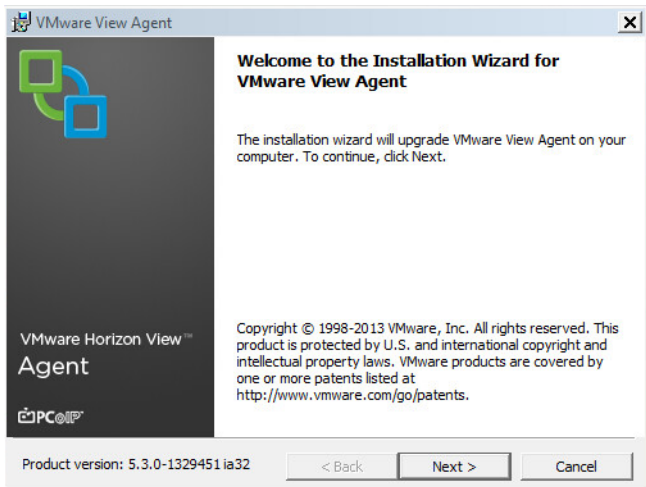 VMware View Agent
Welcome to the Installation Wizard for
VMware View Agent
The installation wizard will upgrade VMware View Agent on your
computer. To continue, click Next.
Copyright © 1998-2013 VMware, Inc. All rights reserved. This
product is protected by U.S. and international copyright and
intellectual property laws. VMware products are covered by
one or more patents listed at
http://www.vmware.com/go/patents.
VMware Horizon View™
Agent
PCoIP
Product version: 5.3.0-1329451 ia32
< Back
Next >
Cancel